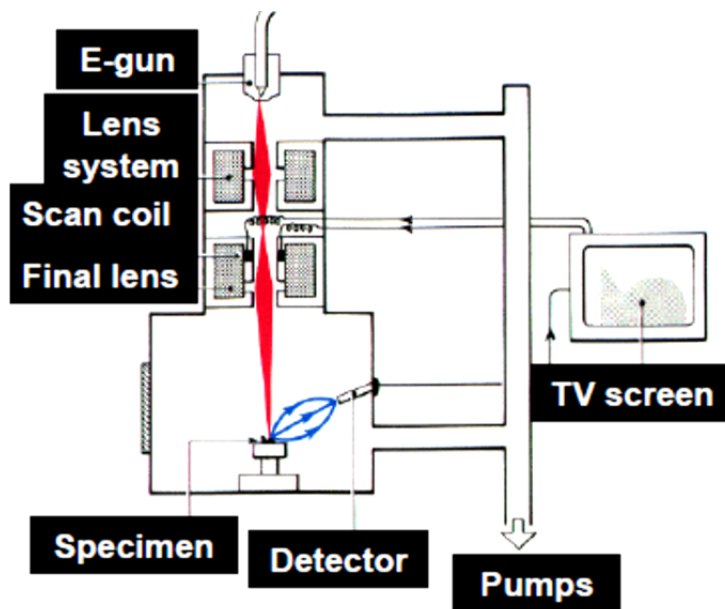 E-gun
Lens
system
Scan coil
Final lens
TV screen
Specimen
Detector
Pumps